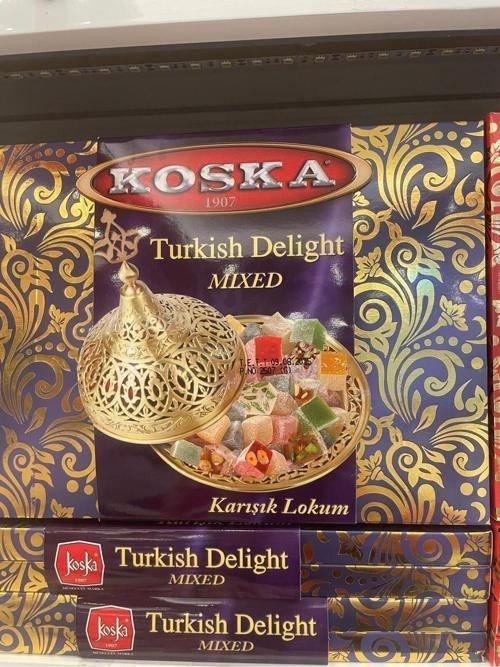 KOSKA
1907
Turkish Delight
MIXED
Karışık Lokum
koska
1907
Turkish Delight
MIXED
koska
1907
Turkish Delight
MIXED